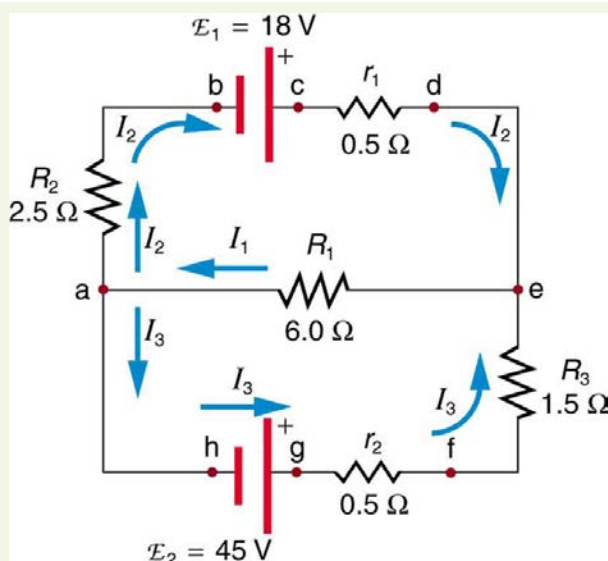 ℰ₁ = 18 V
+
b
c
r₁
d
0.5 Ω
I₂
I₂
R₂
2.5 Ω
I₂
I₁
R₁
a
e
6.0 Ω
I₃
I₃
+
I₃
R₃
1.5 Ω
h
g
r₂
f
0.5 Ω
ℰ₂ = 45 V